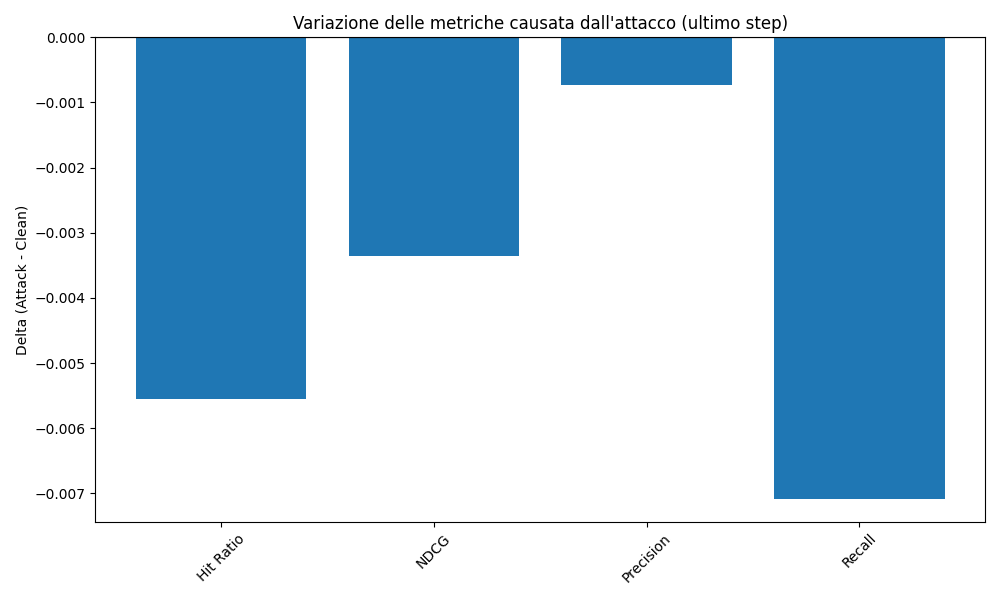 Variazione delle metriche causata dall'attacco (ultimo step)
Delta (Attack - Clean)
0.000
−0.001
−0.002
−0.003
−0.004
−0.005
−0.006
−0.007
Hit Ratio
NDCG
Precision
Recall